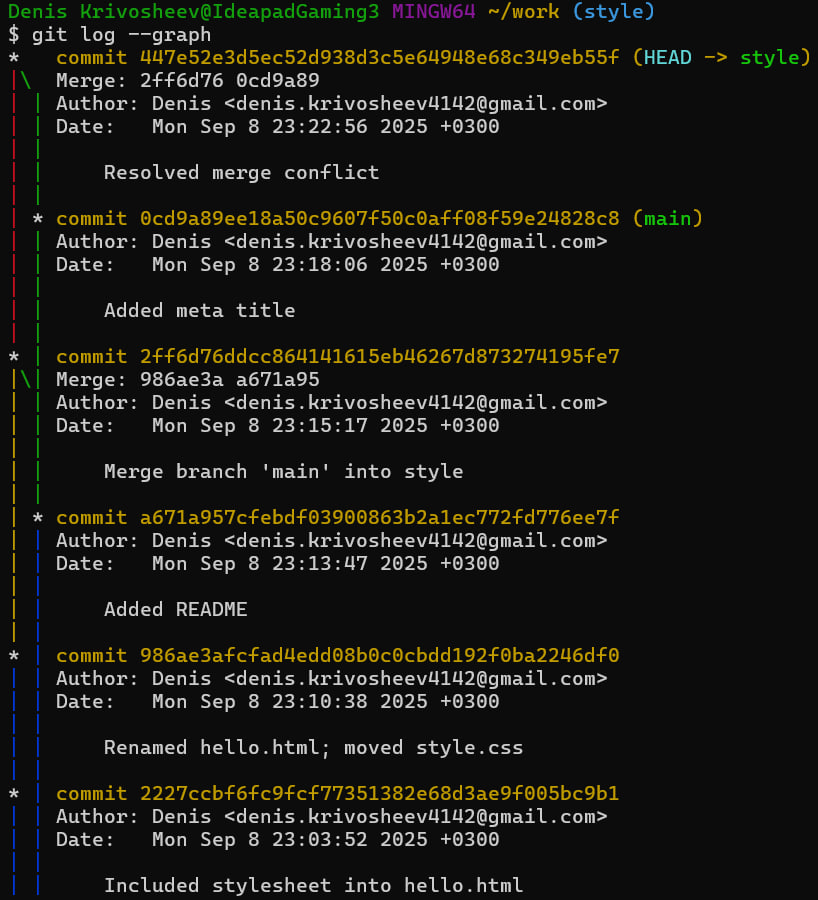 Denis Krivosheev@IdeapadGaming3 MINGW64 ~/work (style)
$ git log --graph
*   commit 447e52e3d5ec52d938d3c5e64948e68c349eb55f (HEAD -> style)
|\  Merge: 2ff6d76 0cd9a89
| | Author: Denis <denis.krivosheev4142@gmail.com>
| | Date:   Mon Sep 8 23:22:56 2025 +0300
| |
| |     Resolved merge conflict
| |
| * commit 0cd9a89ee18a50c9607f50c0aff08f59e24828c8 (main)
| | Author: Denis <denis.krivosheev4142@gmail.com>
| | Date:   Mon Sep 8 23:18:06 2025 +0300
| |
| |     Added meta title
| |
* | commit 2ff6d76ddcc864141615eb46267d873274195fe7
|\| Merge: 986ae3a a671a95
| | Author: Denis <denis.krivosheev4142@gmail.com>
| | Date:   Mon Sep 8 23:15:17 2025 +0300
| |
| |     Merge branch 'main' into style
| |
| * commit a671a957cfebdf03900863b2a1ec772fd776ee7f
| | Author: Denis <denis.krivosheev4142@gmail.com>
| | Date:   Mon Sep 8 23:13:47 2025 +0300
| |
| |     Added README
| |
* | commit 986ae3afcfad4edd08b0c0cbdd192f0ba2246df0
| | Author: Denis <denis.krivosheev4142@gmail.com>
| | Date:   Mon Sep 8 23:10:38 2025 +0300
| |
| |     Renamed hello.html; moved style.css
| |
* | commit 2227ccbf6fc9fcf77351382e68d3ae9f005bc9b1
| | Author: Denis <denis.krivosheev4142@gmail.com>
| | Date:   Mon Sep 8 23:03:52 2025 +0300
| |
| |     Included stylesheet into hello.html